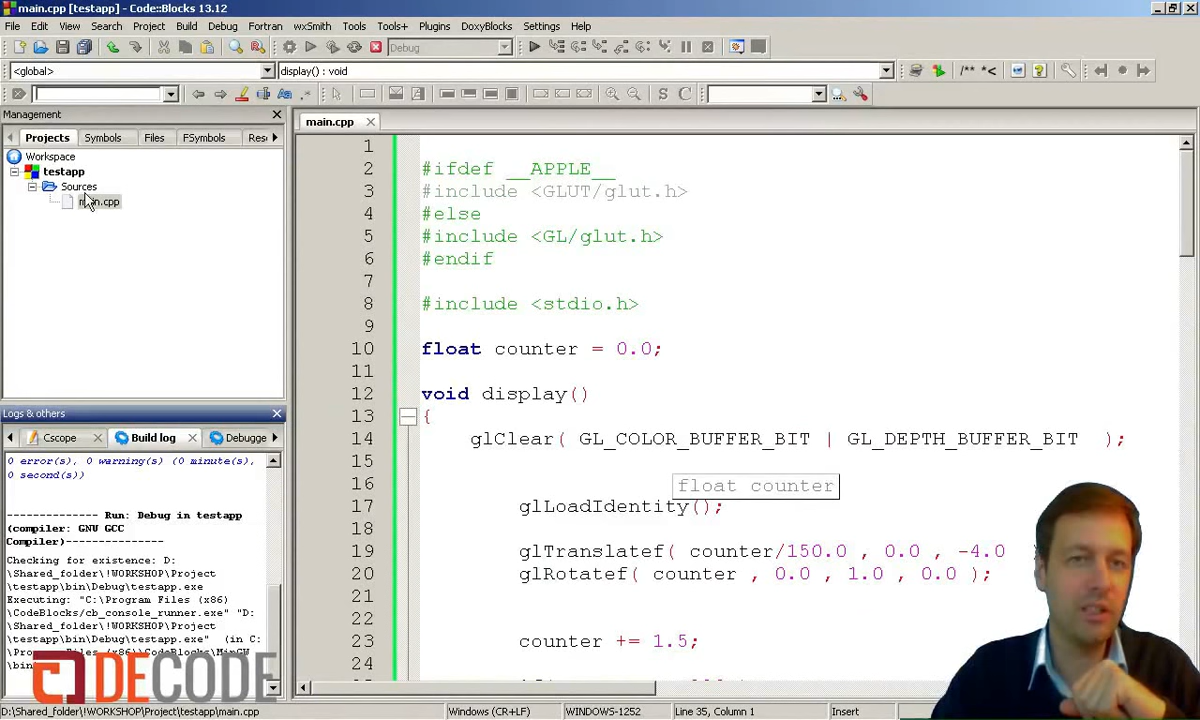 main.cpp [testapp] - Code::Blocks 13.12
File Edit View Search Project Build Debug Fortran wxSmith Tools Tools+ Plugins DoxyBlocks Settings Help
Debug
<global>
display() : void
/** *<
S C
Management
Projects Symbols Files FSymbols Reso
Workspace
testapp
Sources
main.cpp
Logs & others
Cscope Build log Debugge
0 error(s), 0 warning(s) (0 minute(s),
0 second(s))
-------------- Run: Debug in testapp
(compiler: GNU GCC
Compiler)---------------
Checking for existence: D:
\Shared_folder\!WORKSHOP\Project
\testapp\bin\Debug\testapp.exe
Executing: "C:\Program Files (x86)
\CodeBlocks/cb_console_runner.exe" "D:
\Shared_folder\!WORKSHOP\Project
\testapp\bin\Debug\testapp.exe" (in C:
DECODE
main.cpp
1
2 #ifdef __APPLE__
3 #include <GLUT/glut.h>
4 #else
5 #include <GL/glut.h>
6 #endif
7
8 #include <stdio.h>
9
10 float counter = 0.0;
11
12 void display()
13 {
14 glClear( GL_COLOR_BUFFER_BIT | GL_DEPTH_BUFFER_BIT );
15
16 float counter
17 glLoadIdentity();
18
19 glTranslatef( counter/150.0 , 0.0 , -4.0
20 glRotatef( counter , 0.0 , 1.0 , 0.0 );
21
22
23 counter += 1.5;
24
D:\Shared_folder\!WORKSHOP\Project\testapp\main.cpp Windows (CR+LF) WINDOWS-1252 Line 35, Column 1 Insert